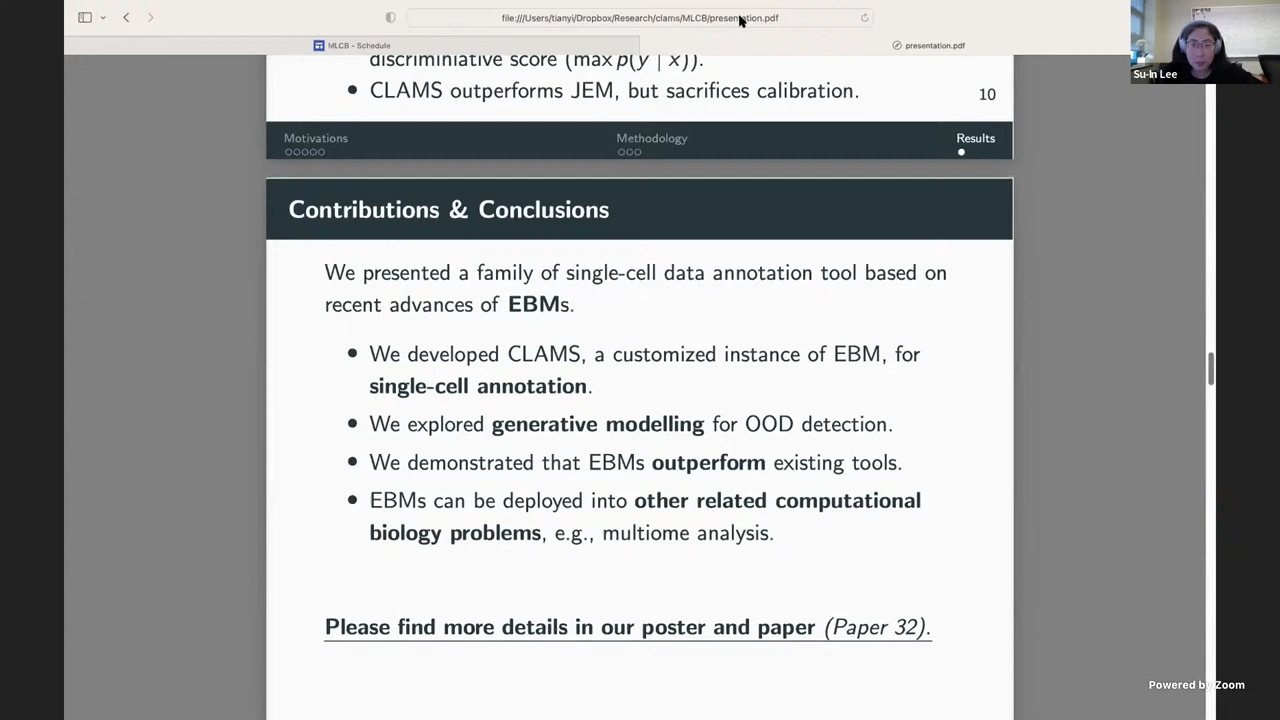 file:///Users/tianyi/Dropbox/Research/clams/MLCB/presentation.pdf
MLCB - Schedule
presentation.pdf
Su-In Lee
discriminiative score (max p(y | x)).
• CLAMS outperforms JEM, but sacrifices calibration.
10
Motivations
Methodology
Results
Contributions & Conclusions
We presented a family of single-cell data annotation tool based on
recent advances of EBMs.
• We developed CLAMS, a customized instance of EBM, for
single-cell annotation.
• We explored generative modelling for OOD detection.
• We demonstrated that EBMs outperform existing tools.
• EBMs can be deployed into other related computational
biology problems, e.g., multiome analysis.
Please find more details in our poster and paper (Paper 32).
Powered by Zoom